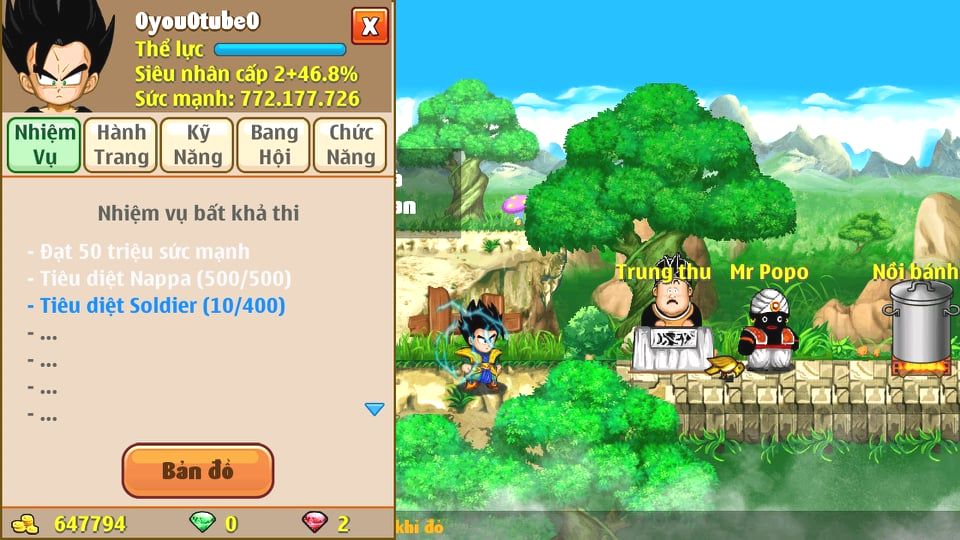 0you0tube0
X
Thể lực
Siêu nhân cấp 2+46.8%
Sức mạnh: 772.177.726
Nhiệm Vụ
Hành Trang
Kỹ Năng
Bang Hội
Chức Năng
Nhiệm vụ bất khả thi
- Đạt 50 triệu sức mạnh
- Tiêu diệt Nappa (500/500)
- Tiêu diệt Soldier (10/400)
- ...
- ...
- ...
- ...
Bản đồ
647794
0
2
Trung thu
Mr Popo
Nồi bánh
khỉ đỏ